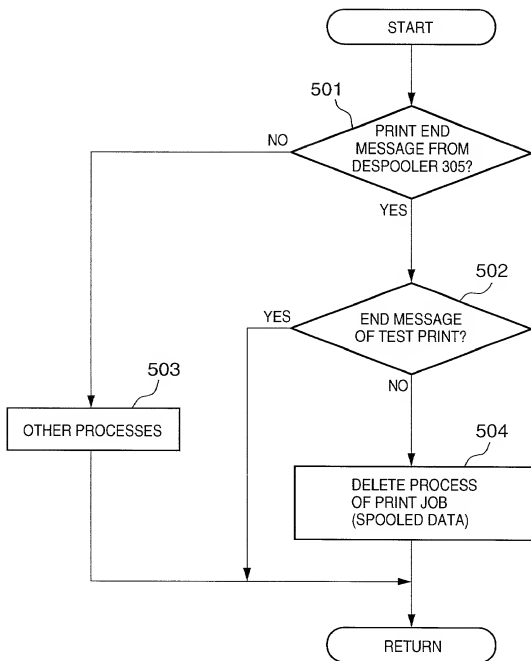 START
501
NO
PRINT END
MESSAGE FROM
DESPOOLER 305?
YES
502
YES
END MESSAGE
OF TEST PRINT?
NO
503
OTHER PROCESSES
504
DELETE PROCESS
OF PRINT JOB
(SPOOLED DATA)
RETURN